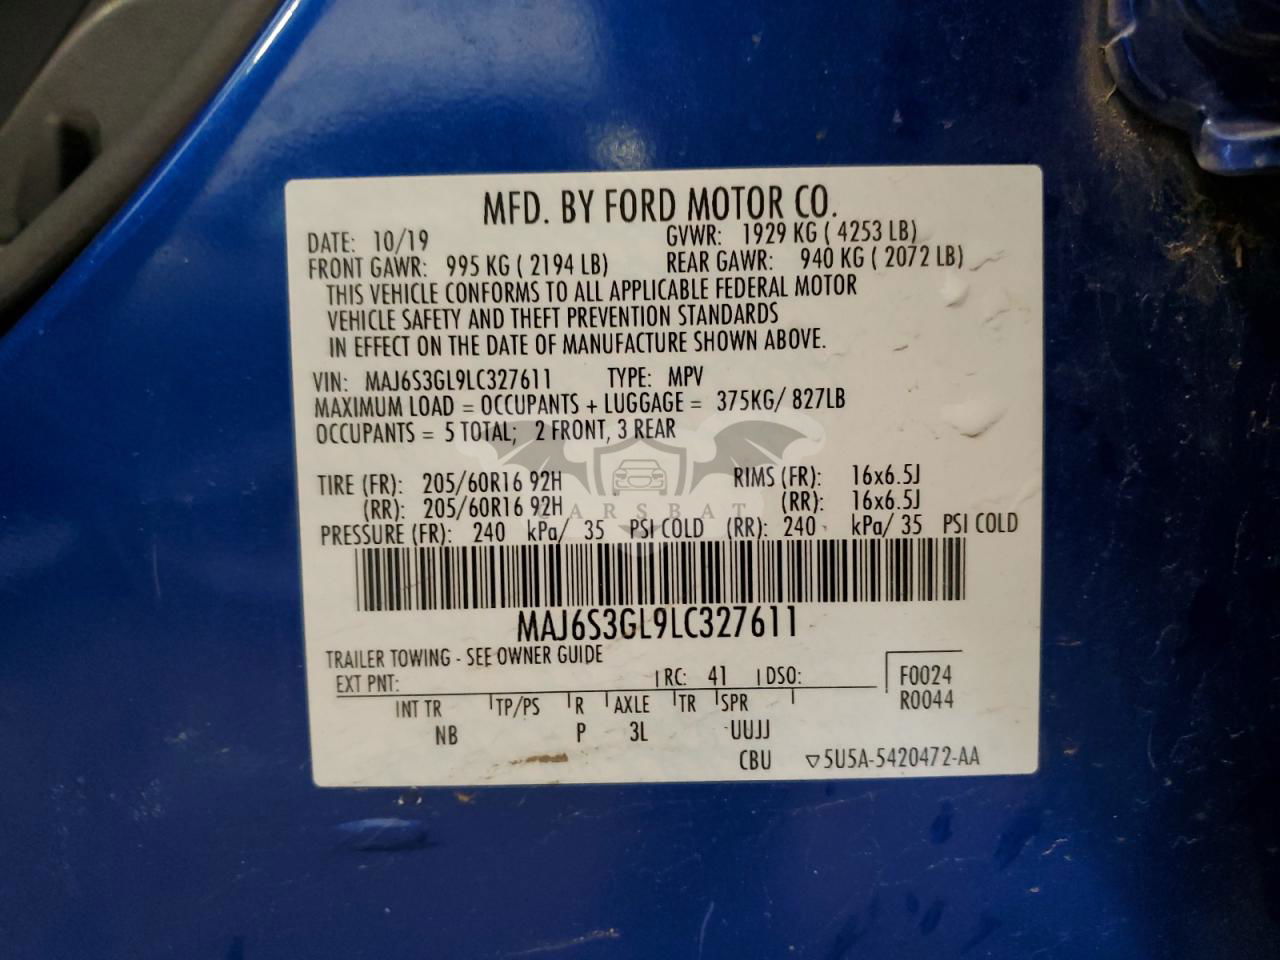 MFD. BY FORD MOTOR CO.
DATE: 10/19 GVWR: 1929 KG ( 4253 LB)
FRONT GAWR: 995 KG ( 2194 LB) REAR GAWR: 940 KG ( 2072 LB)
THIS VEHICLE CONFORMS TO ALL APPLICABLE FEDERAL MOTOR
VEHICLE SAFETY AND THEFT PREVENTION STANDARDS
IN EFFECT ON THE DATE OF MANUFACTURE SHOWN ABOVE.
VIN: MAJ6S3GL9LC327611 TYPE: MPV
MAXIMUM LOAD = OCCUPANTS + LUGGAGE = 375KG/ 827LB
OCCUPANTS = 5 TOTAL; 2 FRONT, 3 REAR
TIRE (FR): 205/60R16 92H RIMS (FR): 16x6.5J
(RR): 205/60R16 92H (RR): 16x6.5J
CARSBAT
PRESSURE (FR): 240 kPa/ 35 PSI COLD (RR): 240 kPa/ 35 PSI COLD
MAJ6S3GL9LC327611
TRAILER TOWING - SEE OWNER GUIDE
EXT PNT: RC: 41 DSO: F0024
INT TR TP/PS R AXLE TR SPR R0044
NB P 3L UUJJ
CBU ▽5U5A-5420472-AA